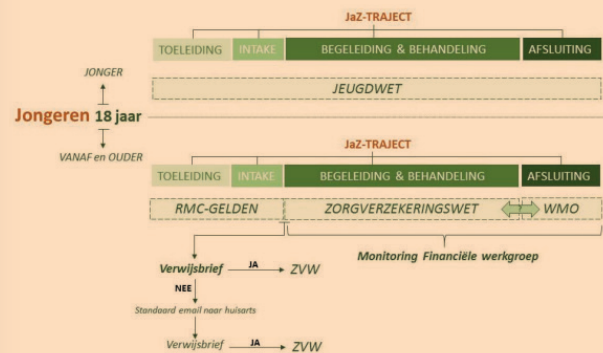 JaZ-TRAJECT
TOELEIDING INTAKE BEGELEIDING & BEHANDELING AFSLUITING
JONGER
JEUGDWET
Jongeren 18 jaar
JaZ-TRAJECT
VANAF en OUDER
TOELEIDING INTAKE BEGELEIDING & BEHANDELING AFSLUITING
RMC-GELDEN ZORGVERZEKERINGSWET WMO
Monitoring Financiële werkgroep
Verwijsbrief JA ZVW
NEE
Standaard email naar huisarts
Verwijsbrief JA ZVW